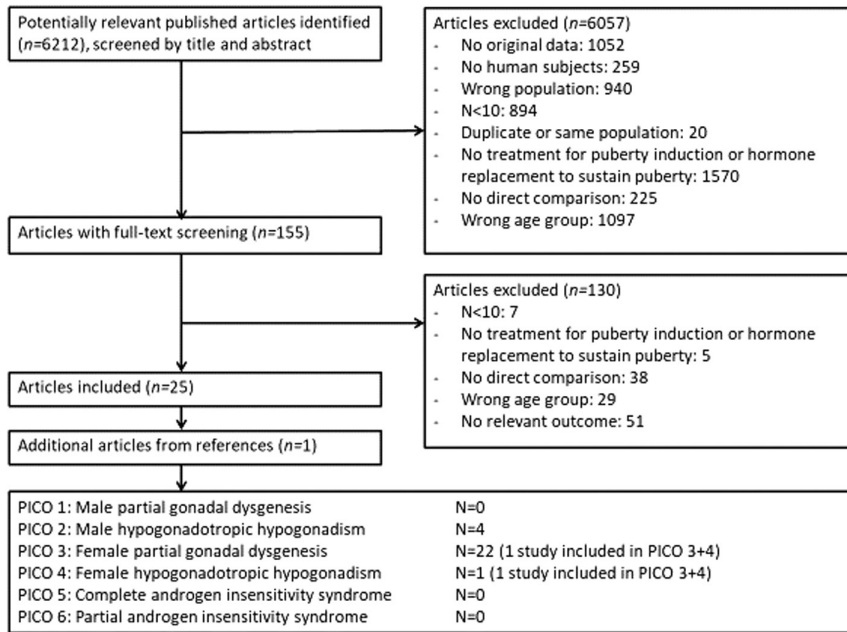 Potentially relevant published articles identified
(n=6212), screened by title and abstract
Articles excluded (n=6057)
- No original data: 1052
- No human subjects: 259
- Wrong population: 940
- N<10: 894
- Duplicate or same population: 20
- No treatment for puberty induction or hormone
replacement to sustain puberty: 1570
- No direct comparison: 225
- Wrong age group: 1097
Articles with full-text screening (n=155)
Articles excluded (n=130)
- N<10: 7
- No treatment for puberty induction or hormone
replacement to sustain puberty: 5
- No direct comparison: 38
- Wrong age group: 29
- No relevant outcome: 51
Articles included (n=25)
Additional articles from references (n=1)
PICO 1: Male partial gonadal dysgenesis N=0
PICO 2: Male hypogonadotropic hypogonadism N=4
PICO 3: Female partial gonadal dysgenesis N=22 (1 study included in PICO 3+4)
PICO 4: Female hypogonadotropic hypogonadism N=1 (1 study included in PICO 3+4)
PICO 5: Complete androgen insensitivity syndrome N=0
PICO 6: Partial androgen insensitivity syndrome N=0